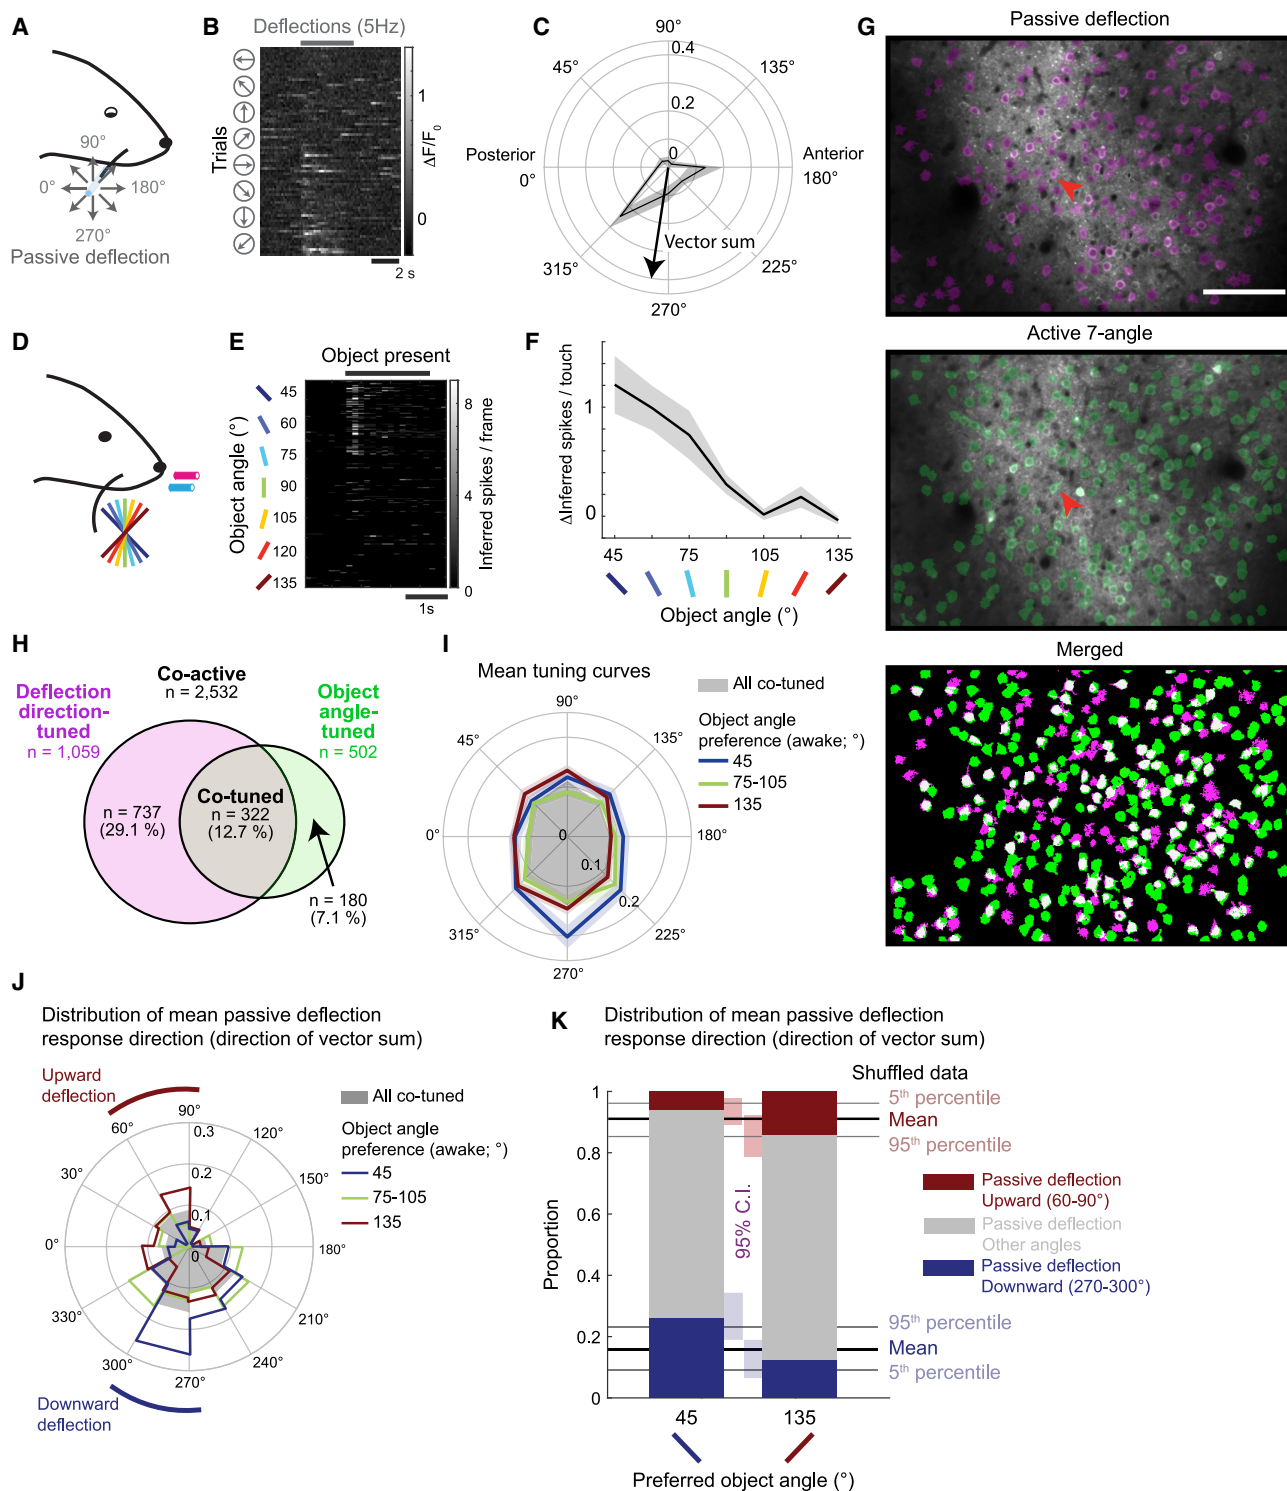 A
90°
0°
180°
270°
Passive deflection
B
Deflections (5Hz)
Trials
1
0
ΔF/F0
2 s
C
90°
0.4
45°
135°
0.2
Posterior
0°
0
Anterior
180°
Vector sum
315°
225°
270°
D
E
Object present
Object angle (°)
45
60
75
90
105
120
135
8
4
0
Inferred spikes / frame
1s
F
ΔInferred spikes / touch
1
0
45
75
105
135
Object angle (°)
G
Passive deflection
Active 7-angle
Merged
H
Co-active
n = 2,532
Deflection
direction-
tuned
n = 1,059
Object
angle-
tuned
n = 502
n = 737
(29.1 %)
Co-tuned
n = 322
(12.7 %)
n = 180
(7.1 %)
I
Mean tuning curves
90°
45°
135°
0°
180°
0
0.1
0.2
315°
225°
270°
All co-tuned
Object angle
preference (awake; °)
45
75-105
135
J
Distribution of mean passive deflection
response direction (direction of vector sum)
Upward
deflection
90°
60°
120°
0.3
30°
150°
0.2
0.1
0°
0
180°
330°
210°
300°
240°
270°
Downward
deflection
All co-tuned
Object angle
preference (awake; °)
45
75-105
135
K
Distribution of mean passive deflection
response direction (direction of vector sum)
Shuffled data
Proportion
1
0.8
0.6
0.4
0.2
0
95% C.I.
5th percentile
Mean
95th percentile
Passive deflection
Upward (60-90°)
Passive deflection
Other angles
Passive deflection
Downward (270-300°)
95th percentile
Mean
5th percentile
45
135
Preferred object angle (°)